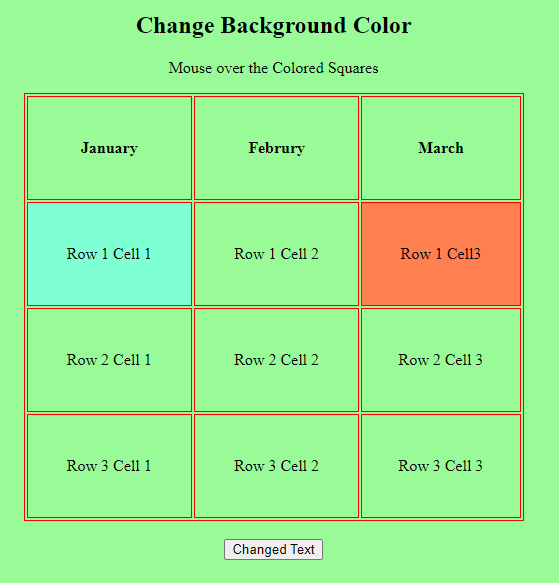 Change Background Color
Mouse over the Colored Squares
January Februry March
Row 1 Cell 1 Row 1 Cell 2 Row 1 Cell3
Row 2 Cell 1 Row 2 Cell 2 Row 2 Cell 3
Row 3 Cell 1 Row 3 Cell 2 Row 3 Cell 3
Changed Text